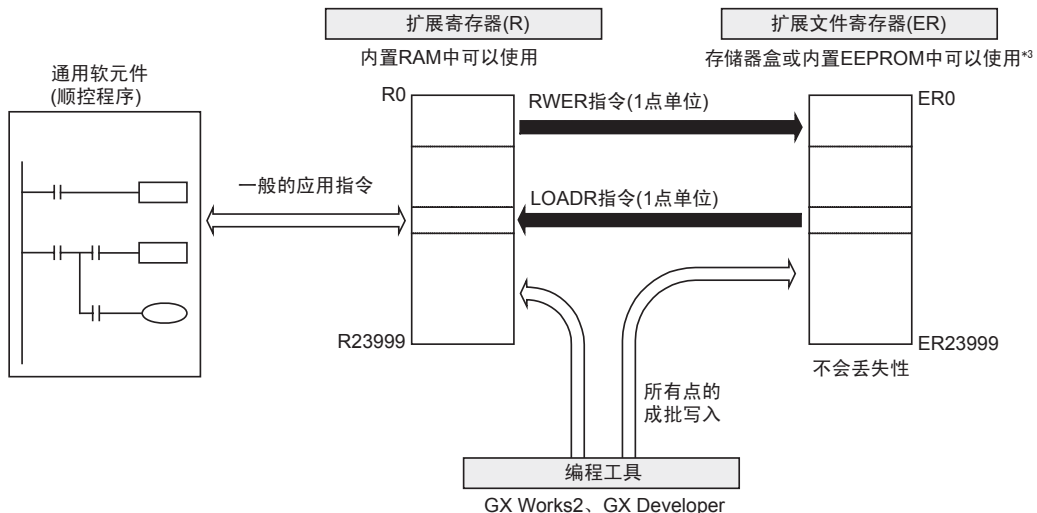 扩展寄存器(R)
内置RAM中可以使用
扩展文件寄存器(ER)
存储器盒或内置EEPROM中可以使用*3
通用软元件
(顺控程序)
R0
RWER指令(1点单位)
ER0
一般的应用指令
LOADR指令(1点单位)
R23999
ER23999
不会丢失性
所有点的
成批写入
编程工具
GX Works2、GX Developer